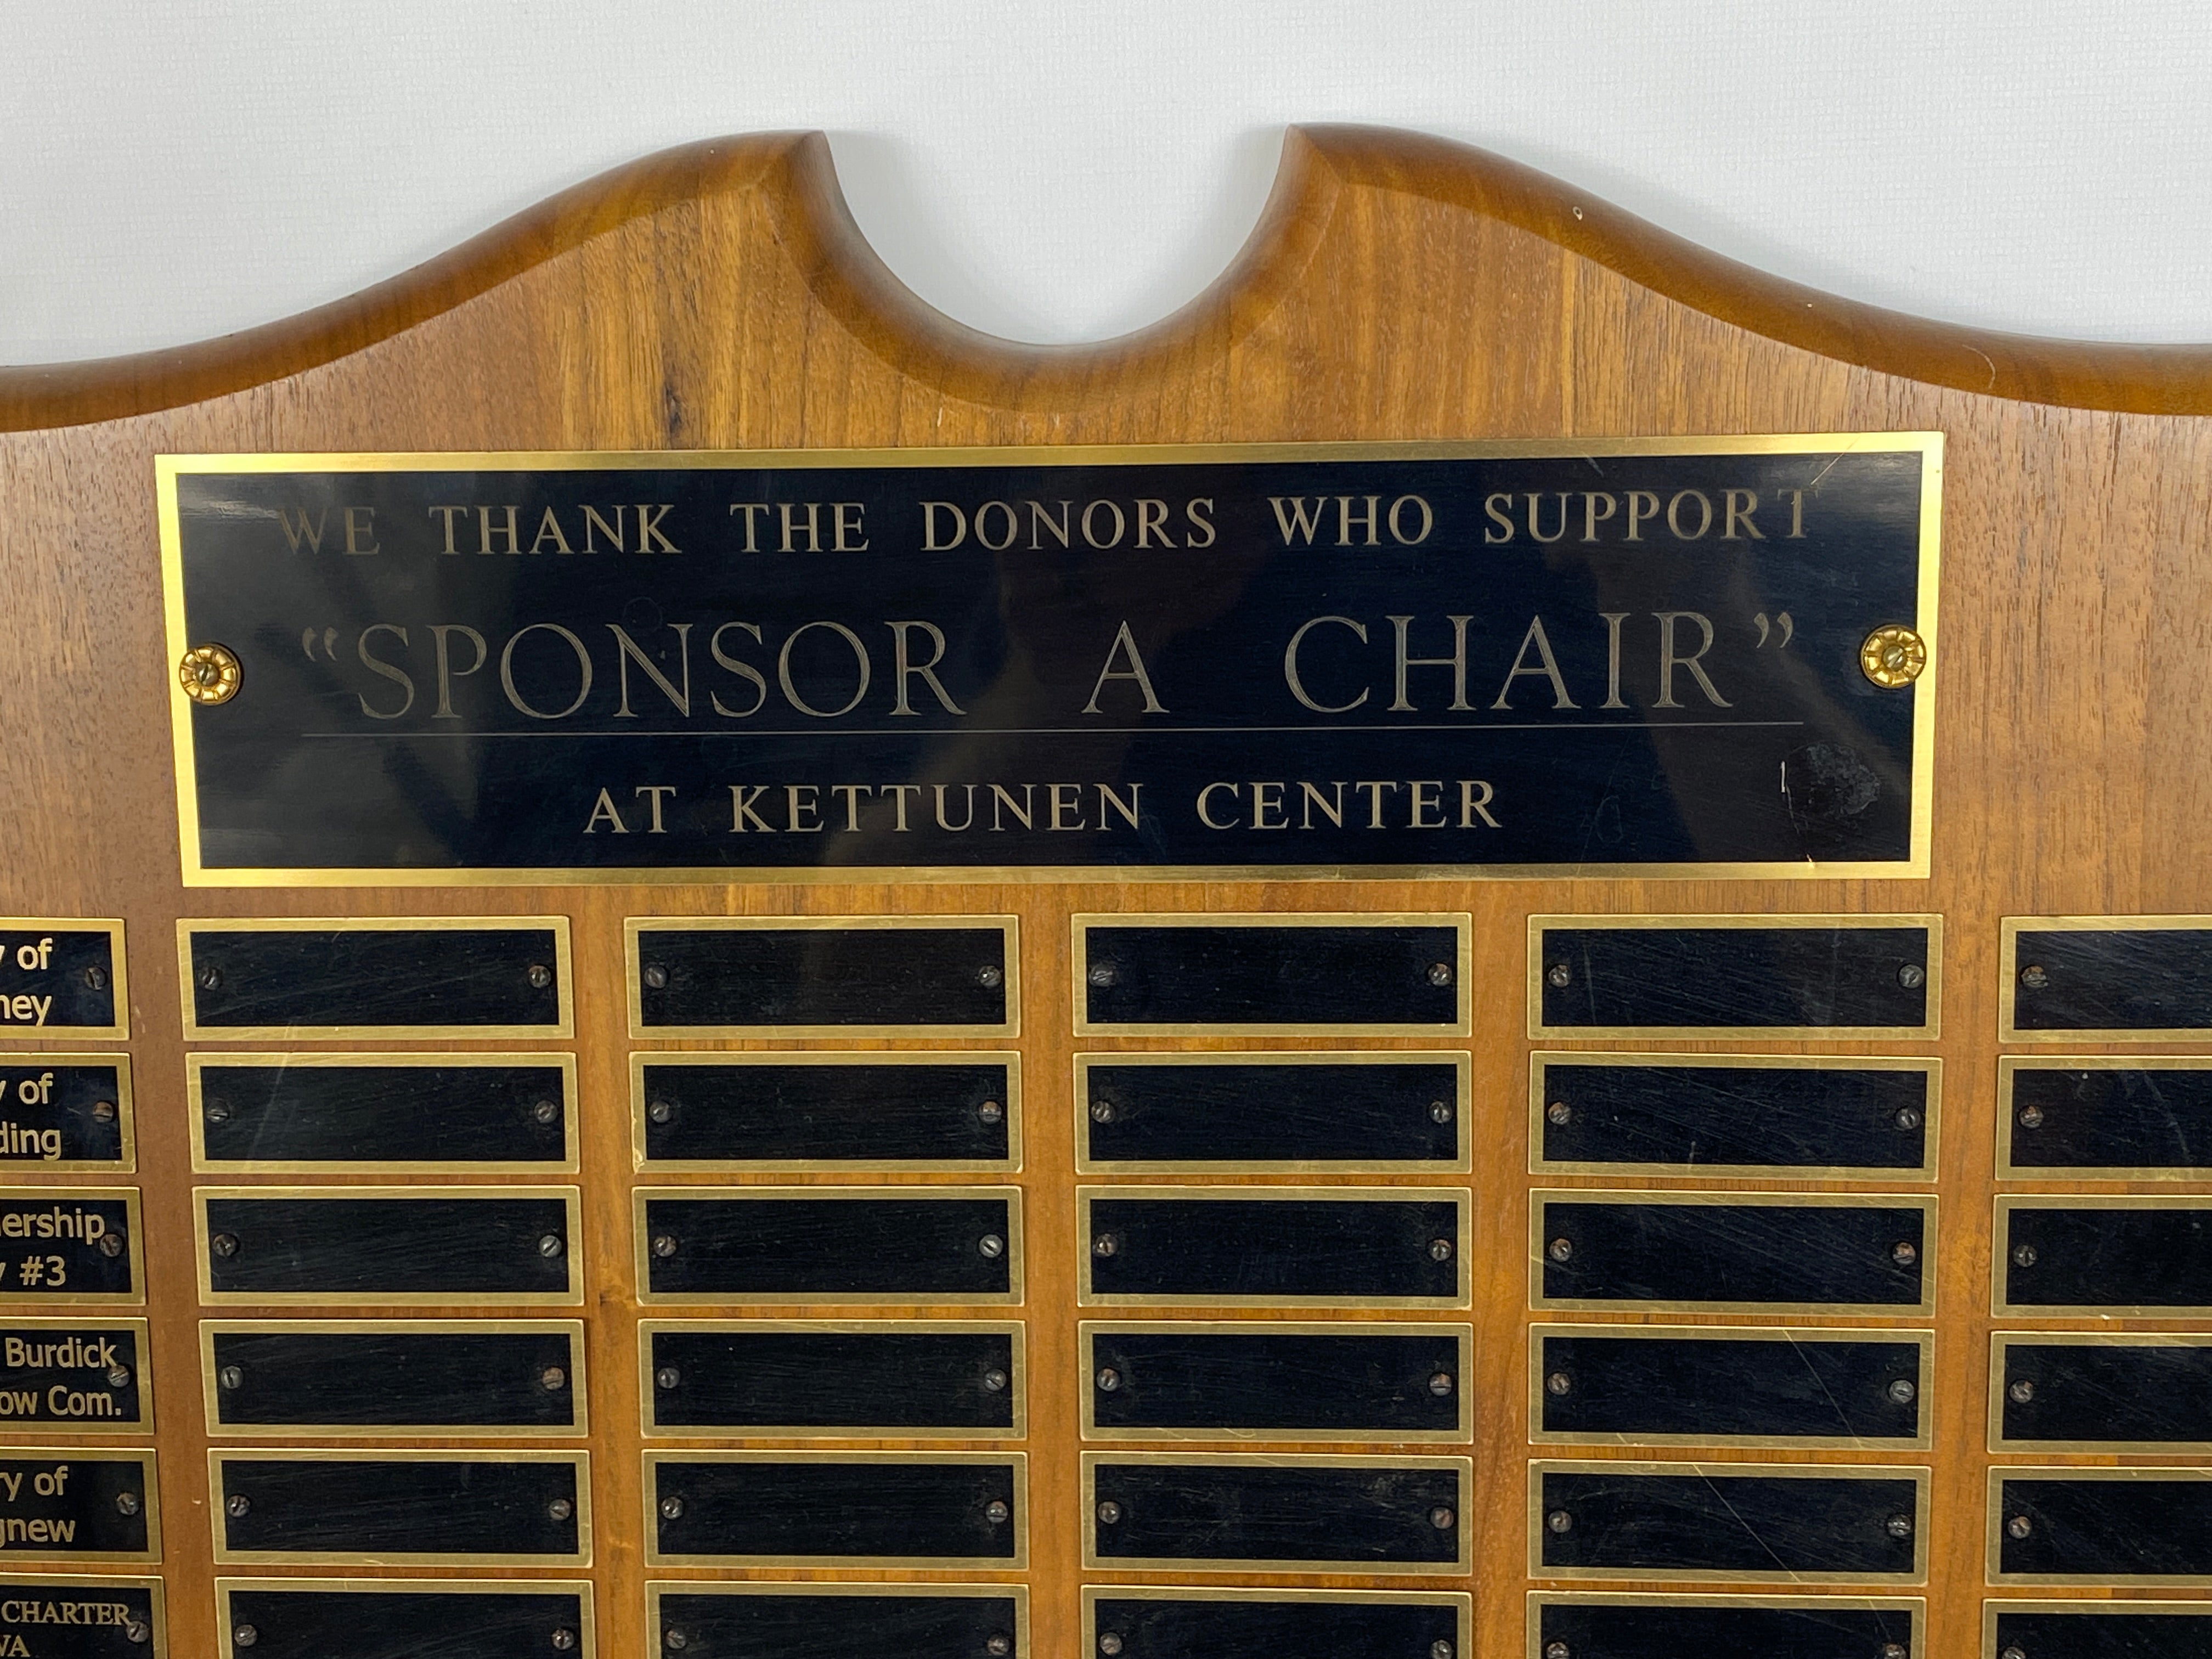 WE THANK THE DONORS WHO SUPPORT
“SPONSOR A CHAIR”
AT KETTUNEN CENTER
of
of
#3
Burdick
Com.
of
CHARTER